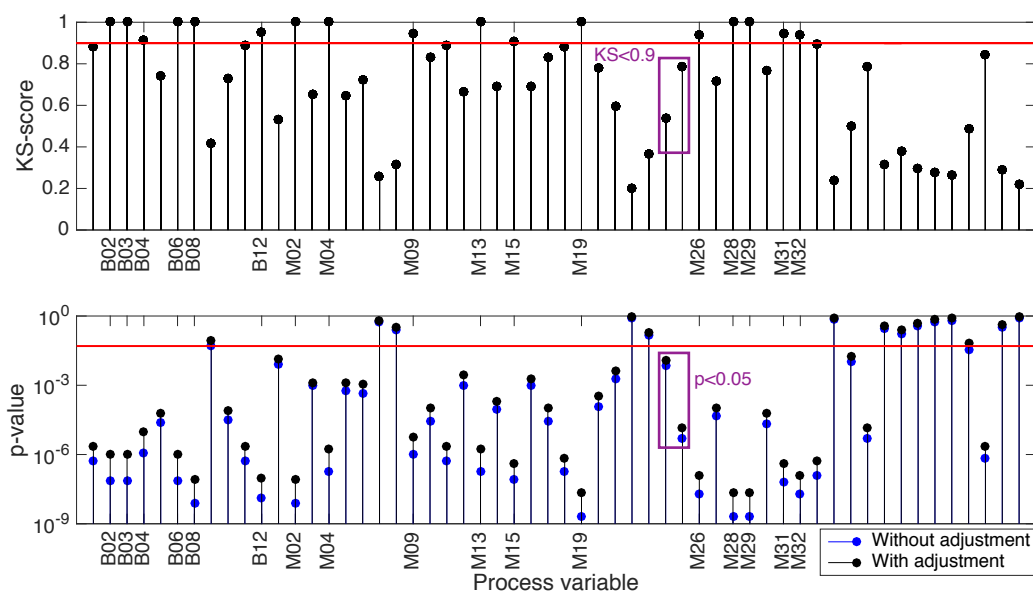 KS-score
1
0.8
0.6
0.4
0.2
0
KS<0.9
B02 B03 B04 B06 B08 B12 M02 M04 M09 M13 M15 M19 M26 M28 M29 M31 M32
p-value
10^0
10^-3
10^-6
10^-9
p<0.05
B02 B03 B04 B06 B08 B12 M02 M04 M09 M13 M15 M19 M26 M28 M29 M31 M32
Process variable
Without adjustment
With adjustment